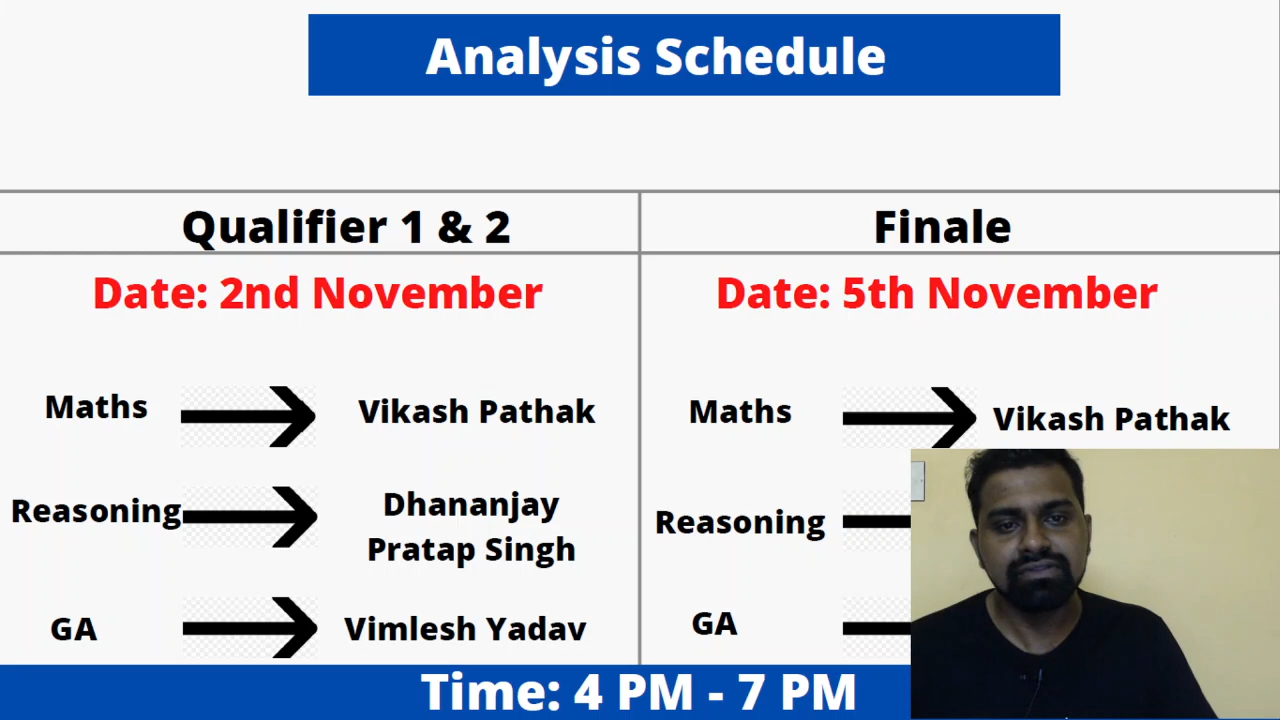 Analysis Schedule
Qualifier 1 & 2
Date: 2nd November
Maths
Vikash Pathak
Reasoning
Dhananjay
Pratap Singh
GA
Vimlesh Yadav
Finale
Date: 5th November
Maths
Vikash Pathak
Reasoning
GA
Time: 4 PM - 7 PM